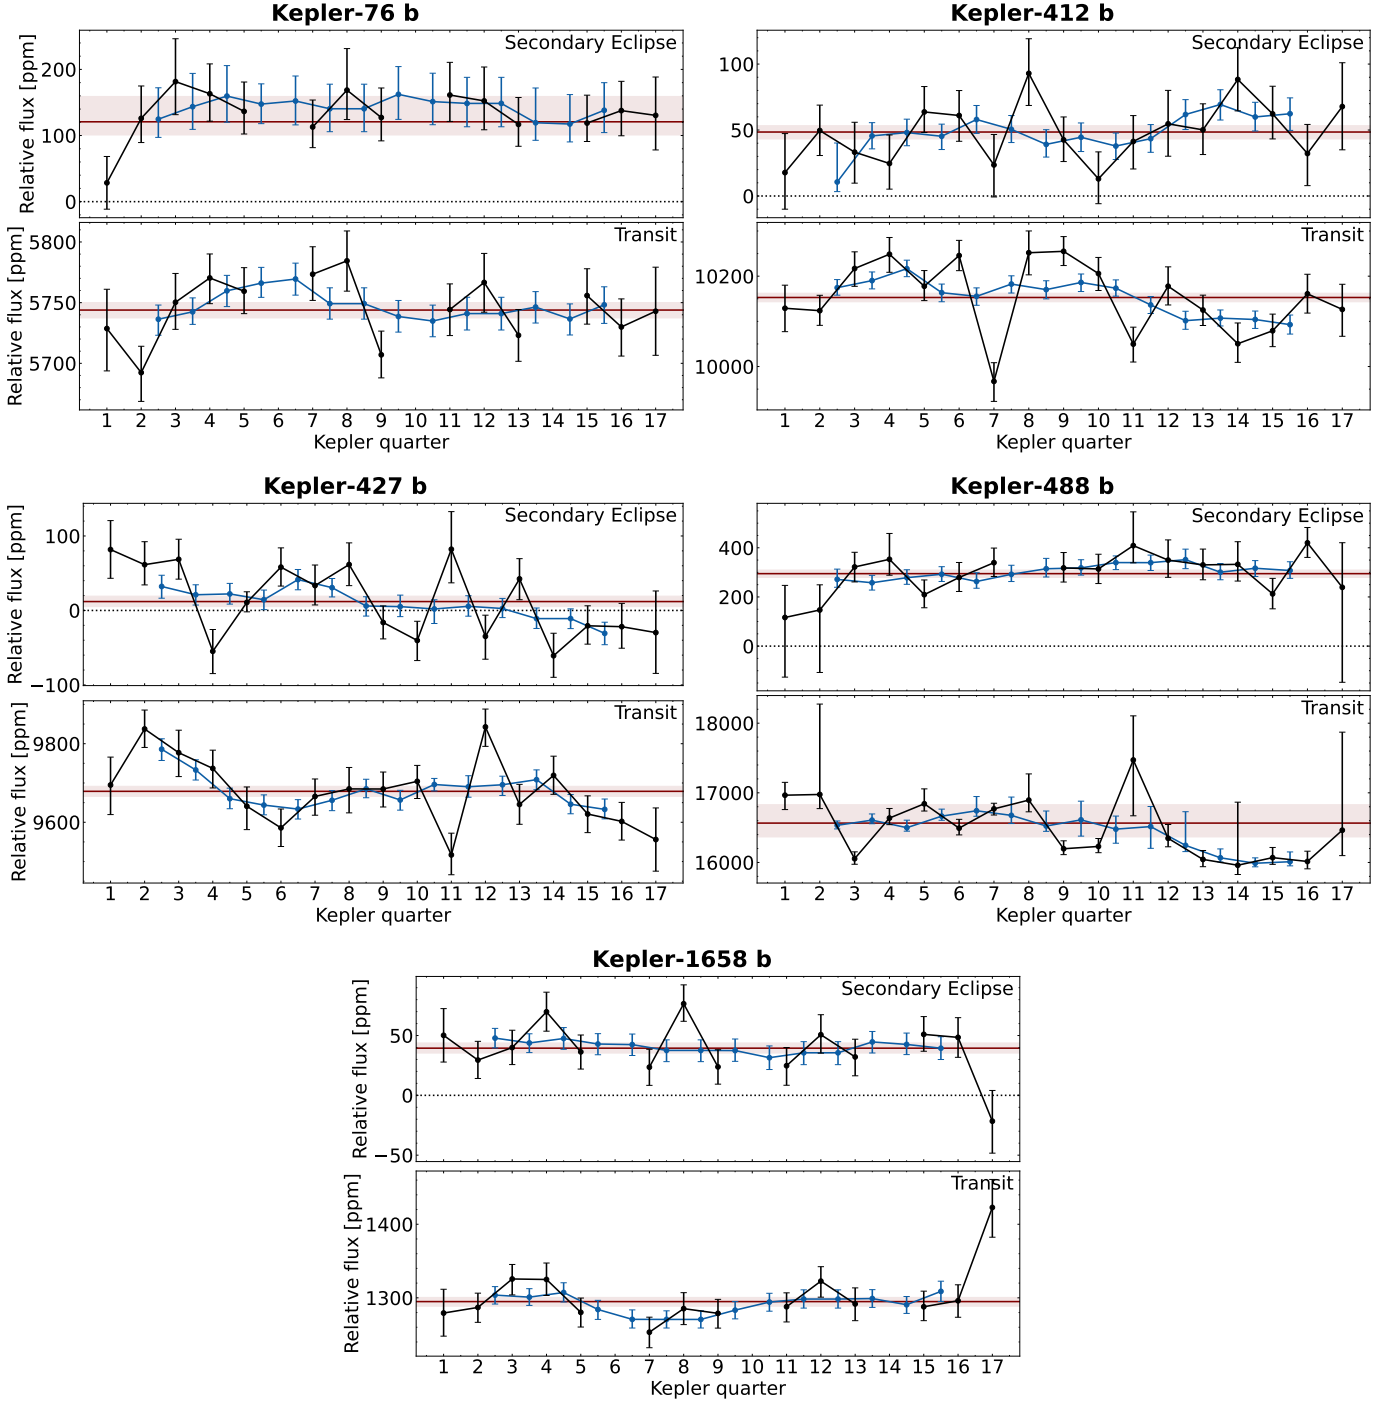 Kepler-76 b
Secondary Eclipse
Relative flux [ppm]
200
100
0
Transit
Relative flux [ppm]
5800
5750
5700
1 2 3 4 5 6 7 8 9 10 11 12 13 14 15 16 17
Kepler quarter
Kepler-412 b
Secondary Eclipse
100
50
0
Transit
10200
10000
1 2 3 4 5 6 7 8 9 10 11 12 13 14 15 16 17
Kepler quarter
Kepler-427 b
Secondary Eclipse
Relative flux [ppm]
100
0
−100
Transit
Relative flux [ppm]
9800
9600
1 2 3 4 5 6 7 8 9 10 11 12 13 14 15 16 17
Kepler quarter
Kepler-488 b
Secondary Eclipse
400
200
0
Transit
18000
17000
16000
1 2 3 4 5 6 7 8 9 10 11 12 13 14 15 16 17
Kepler quarter
Kepler-1658 b
Secondary Eclipse
Relative flux [ppm]
50
0
−50
Transit
Relative flux [ppm]
1400
1300
1 2 3 4 5 6 7 8 9 10 11 12 13 14 15 16 17
Kepler quarter